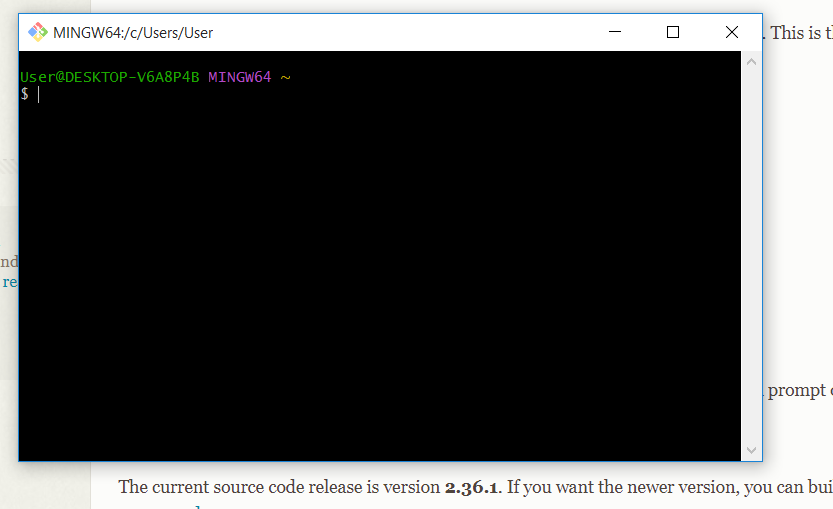 MINGW64:/c/Users/User
. This is th
User@DESKTOP-V6A8P4B MINGW64 ~
$
nd
re
prompt
The current source code release is version 2.36.1. If you want the newer version, you can bui